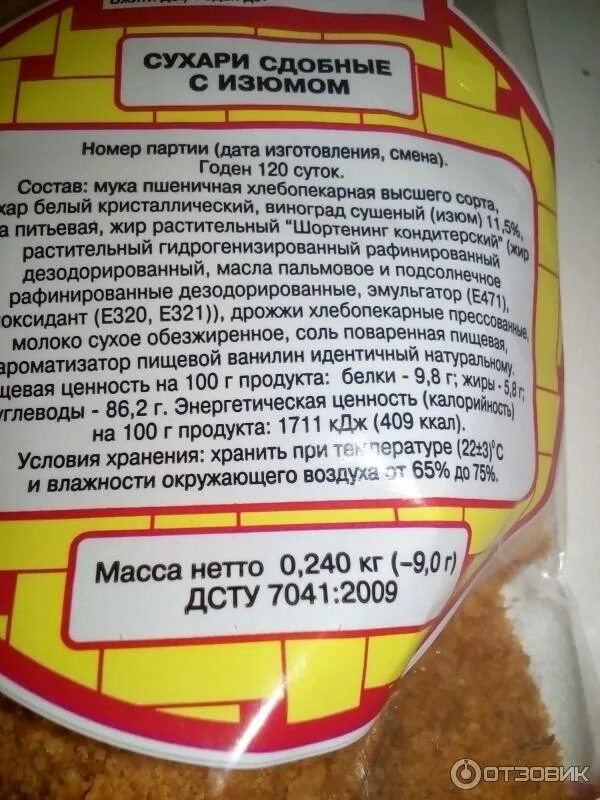 СУХАРИ СДОБНЫЕ
С ИЗЮМОМ
Номер партии (дата изготовления, смена).
Годен 120 суток.
Состав: мука пшеничная хлебопекарная высшего сорта,
хар белый кристаллический, виноград сушеный (изюм) 11,5%,
а питьевая, жир растительный "Шортенинг кондитерский" (жир
растительный гидрогенизированный рафинированный
дезодорированный, масла пальмовое и подсолнечное
рафинированные дезодорированные, эмульгатор (Е471),
оксидант (Е320, Е321)), дрожжи хлебопекарные прессованные,
молоко сухое обезжиренное, соль поваренная пищевая,
ароматизатор пищевой ванилин идентичный натуральному.
щевая ценность на 100 г продукта: белки - 9,8 г; жиры - 5,8 г;
углеводы - 86,2 г. Энергетическая ценность (калорийность)
на 100 г продукта: 1711 кДж (409 ккал).
Условия хранения: хранить при температуре (22±3)°С
и влажности окружающего воздуха от 65% до 75%.
Масса нетто 0,240 кг (–9,0 г)
ДСТУ 7041:2009
ОТЗОВИК